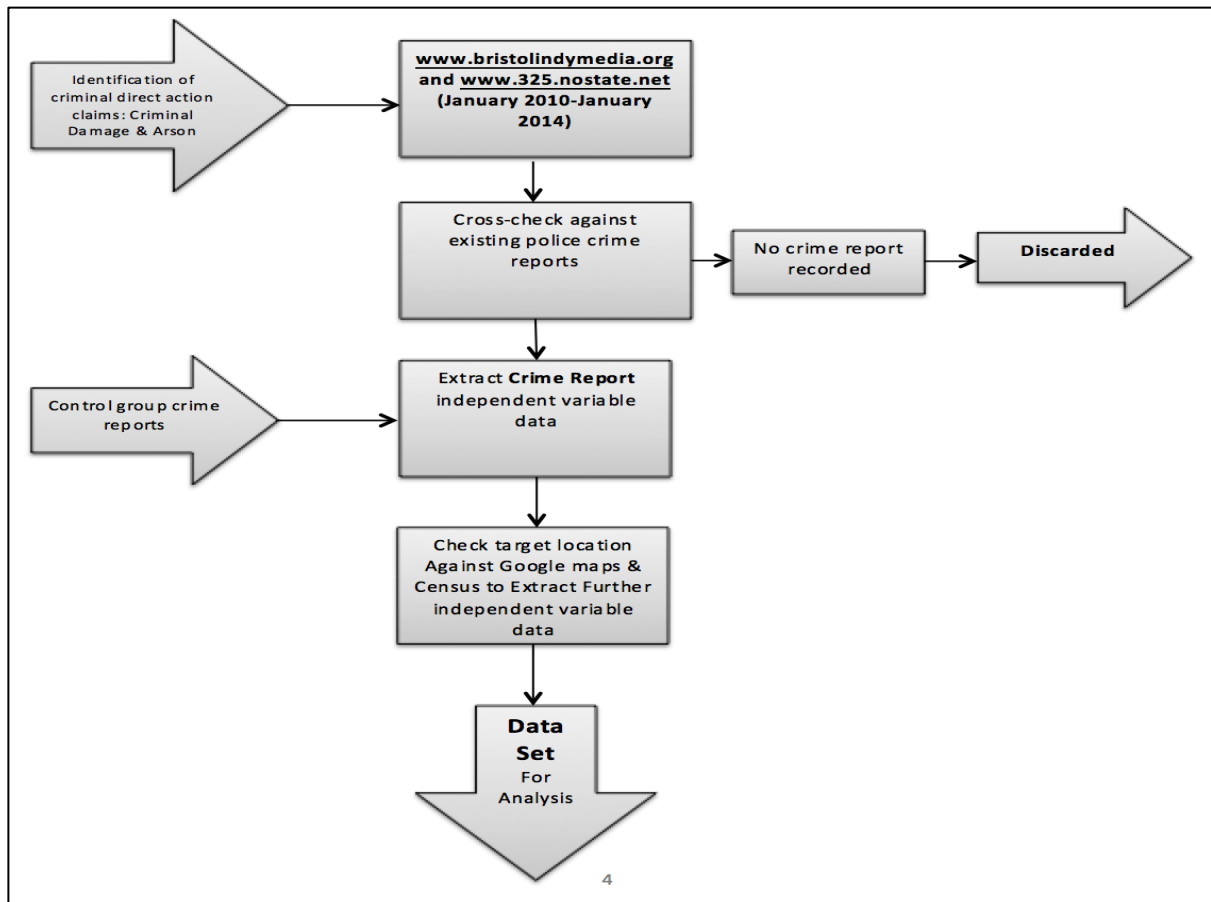 Identification of
criminal direct action
claims: Criminal
Damage & Arson
www.bristolindymedia.org
and www.325.nostate.net
(January 2010-January
2014)
Cross-check against
existing police crime
reports
No crime report
recorded
Discarded
Control group crime
reports
Extract Crime Report
independent variable
data
Check target location
Against Google maps &
Census to Extract Further
independent variable
data
Data
Set
For
Analysis
4